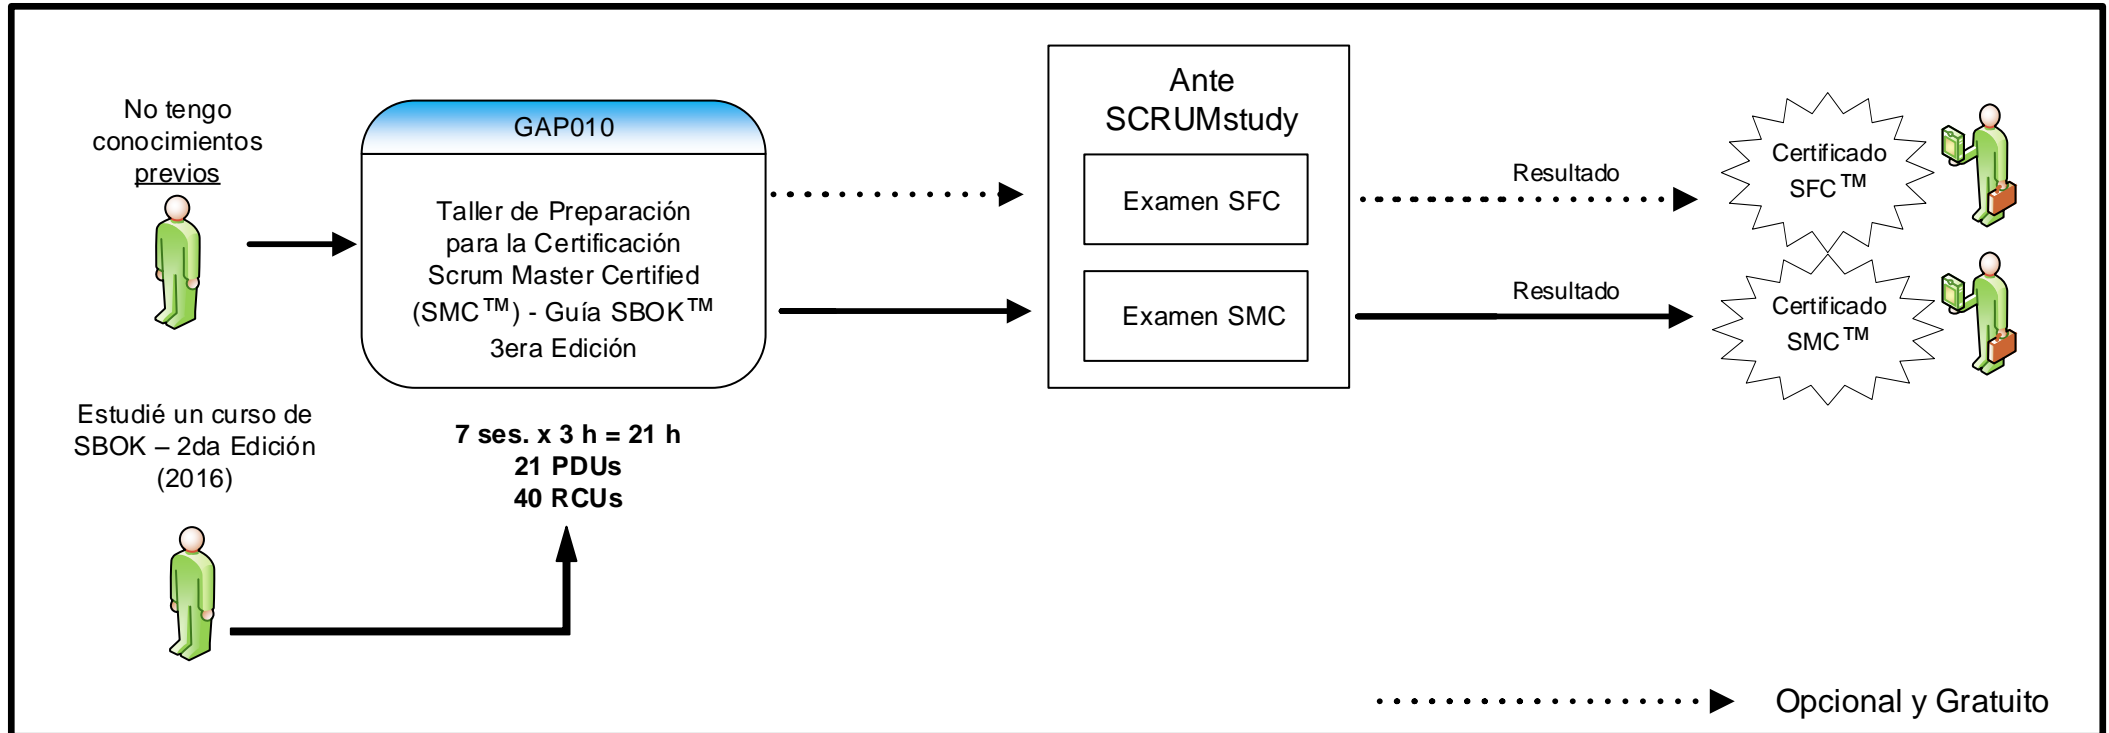 No tengo
conocimientos
previos
GAP010
Taller de Preparación
para la Certificación
Scrum Master Certified
(SMC™) - Guía SBOK™
3era Edición
7 ses. x 3 h = 21 h
21 PDUs
40 RCUs
Estudié un curso de
SBOK – 2da Edición
(2016)
Ante
SCRUMstudy
Examen SFC
Examen SMC
Resultado
Resultado
Certificado
SFC™
Certificado
SMC™
Opcional y Gratuito